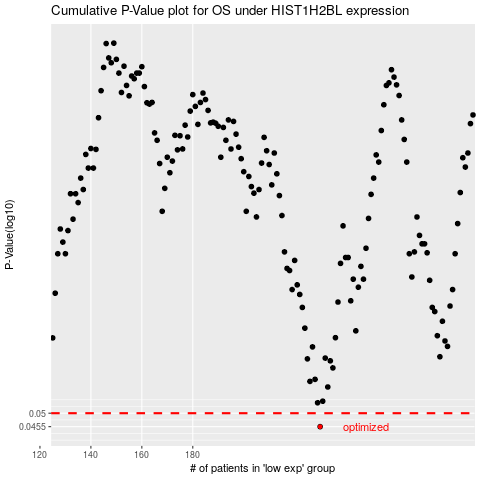 Cumulative P-Value plot for OS under HIST1H2BL expression
P-Value(log10)
0.05
0.0455
optimized
120 140 160 180
# of patients in 'low exp' group